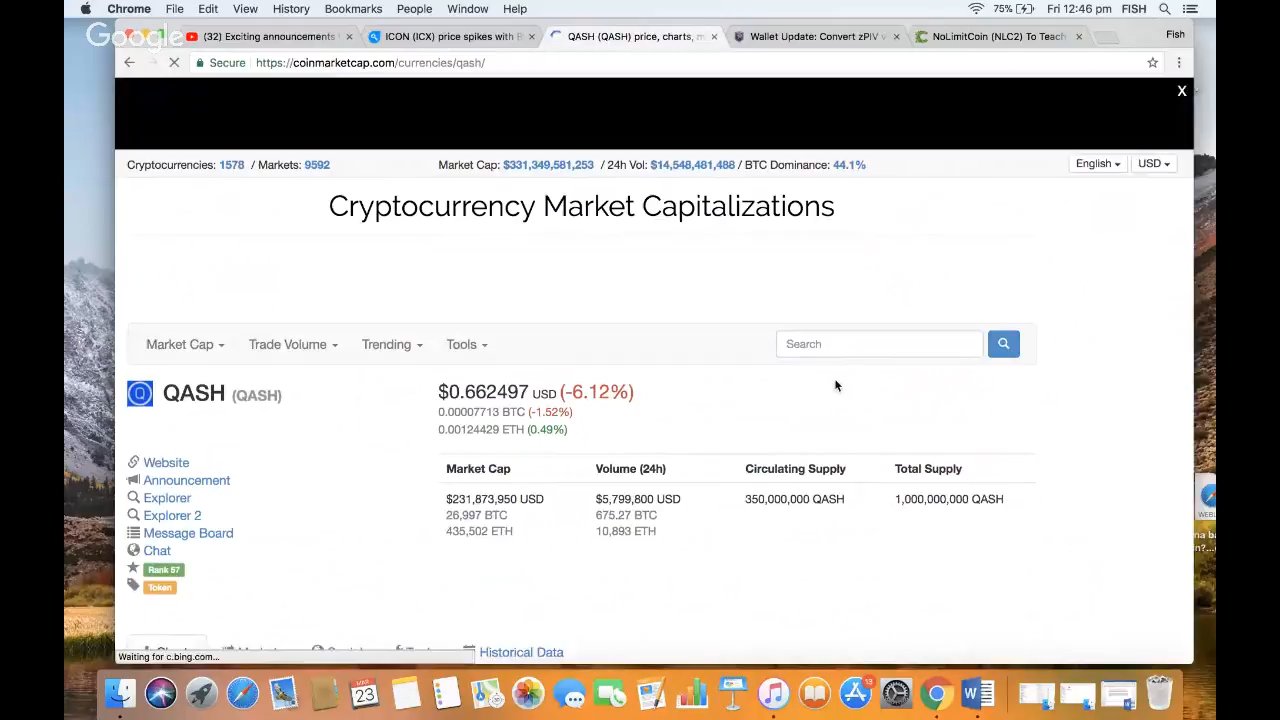 Chrome File Edit View History Bookmarks People Window Help 75% Fri 12:46 pm FISH
Google
(32) Exciting announcements ICON (ICX) price spikes with B QASH (QASH) price, charts, m Wallet Update: Convert zPIV v NoLimitCoin (NLC2) To Teach Fish
Secure https://coinmarketcap.com/currencies/qash/
X
Cryptocurrencies: 1578 / Markets: 9592 Market Cap: $331,349,581,253 / 24h Vol: $14,548,481,488 / BTC Dominance: 44.1% English USD
Cryptocurrency Market Capitalizations
Market Cap Trade Volume Trending Tools Search
QASH (QASH) $0.662497 USD (-6.12%)
0.00007713 BTC (-1.52%)
0.00124429 ETH (0.49%)
Website
Announcement
Explorer
Explorer 2
Message Board
Chat
Rank 57
Token
Market Cap Volume (24h) Circulating Supply Total Supply
$231,873,950 USD $5,799,800 USD 350,000,000 QASH 1,000,000,000 QASH
26,997 BTC 675.27 BTC
435,502 ETH 10,893 ETH
Historical Data
Waiting for c.bing.com...
MAR
23
W